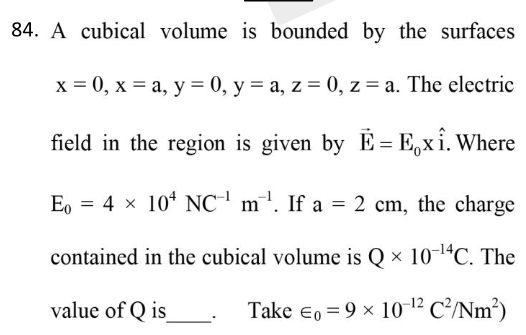 84. A cubical volume is bounded by the surfaces
x = 0, x = a, y = 0, y = a, z = 0, z = a. The electric
field in the region is given by E⃗ = E₀x î. Where
E₀ = 4 × 10⁴ NC⁻¹ m⁻¹. If a = 2 cm, the charge
contained in the cubical volume is Q × 10⁻¹⁴C. The
value of Q is____. Take ∈₀ = 9 × 10⁻¹² C²/Nm²)